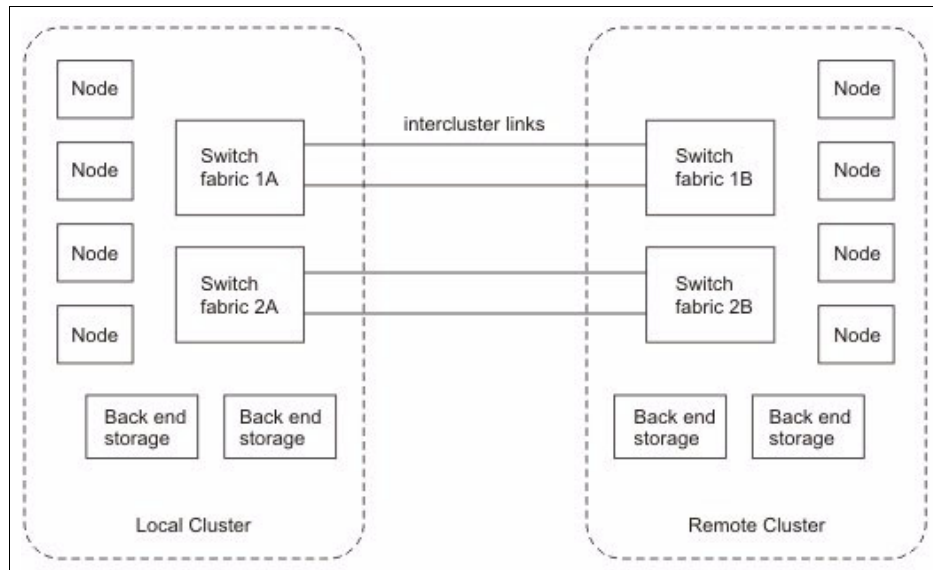 Node
Node
Node
Node
Switch
fabric 1A
Switch
fabric 2A
Back end
storage
Back end
storage
Local Cluster
intercluster links
Node
Node
Node
Node
Switch
fabric 1B
Switch
fabric 2B
Back end
storage
Back end
storage
Remote Cluster